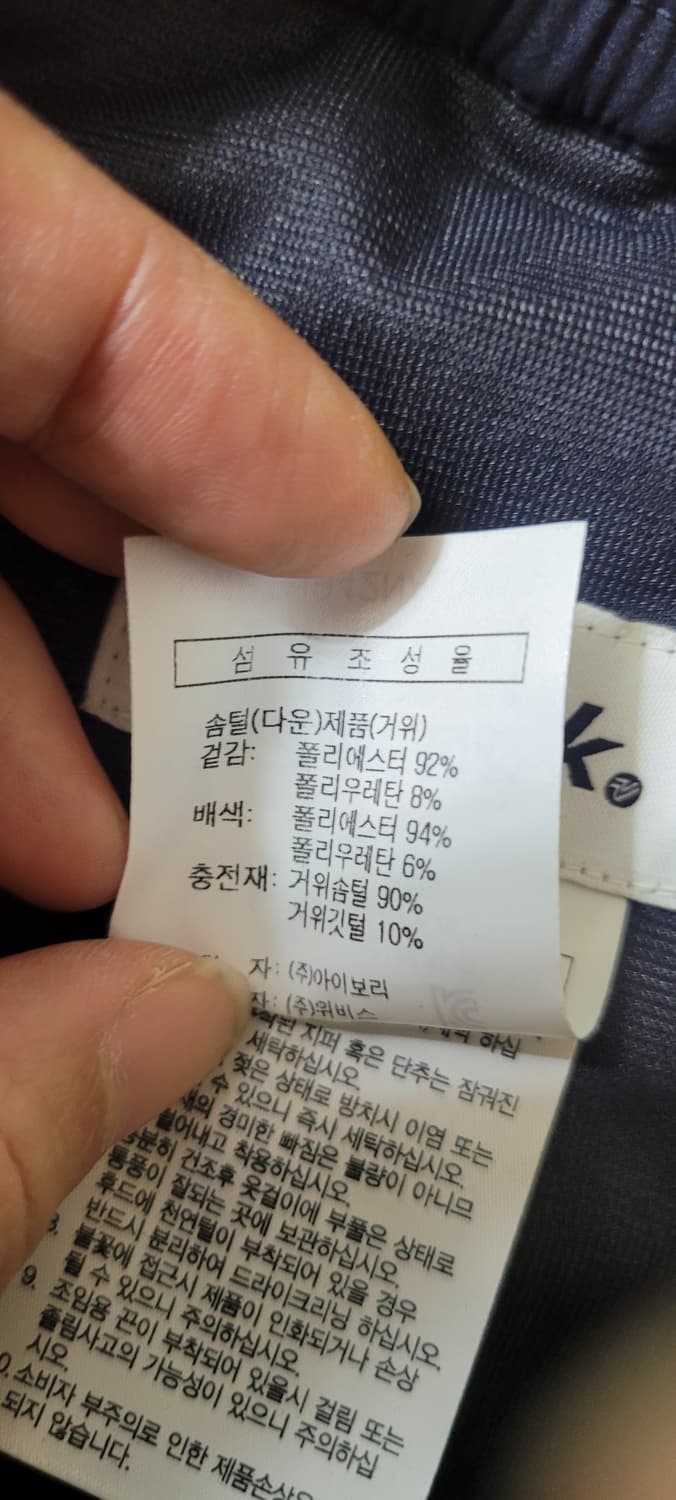 섬유조성율
솜털(다운)제품(거위)
겉감: 폴리에스터 92%
폴리우레탄 8%
배색: 폴리에스터 94%
폴리우레탄 6%
충전재: 거위솜털 90%
거위깃털 10%
자: (주)아이보리
자: (주)위비스
k
지퍼 혹은 단추는 잠궈진
하십
세탁하십시오.
젖은 상태로 방치시 이염 또는
수 있으니 즉시 세탁하십시오.
경미한 빠짐은 불량이 아니므
착용하십시오.
건조후 옷걸이에 부풀은 상태로
통풍이 잘되는 곳에 보관하십시오.
후드에 천연털이 부착되어 있을 경우
반드시 분리하여 드라이크리닝 하십시오.
불꽃에 접근시 제품이 인화되거나 손상
될 수 있으니 주의하십시오.
9. 조임용 끈이 부착되어 있을시 걸림 또는
졸림사고의 가능성이 있으니 주의하십
시오.
소비자 부주의로 인한 제품손상은
되지 않습니다.